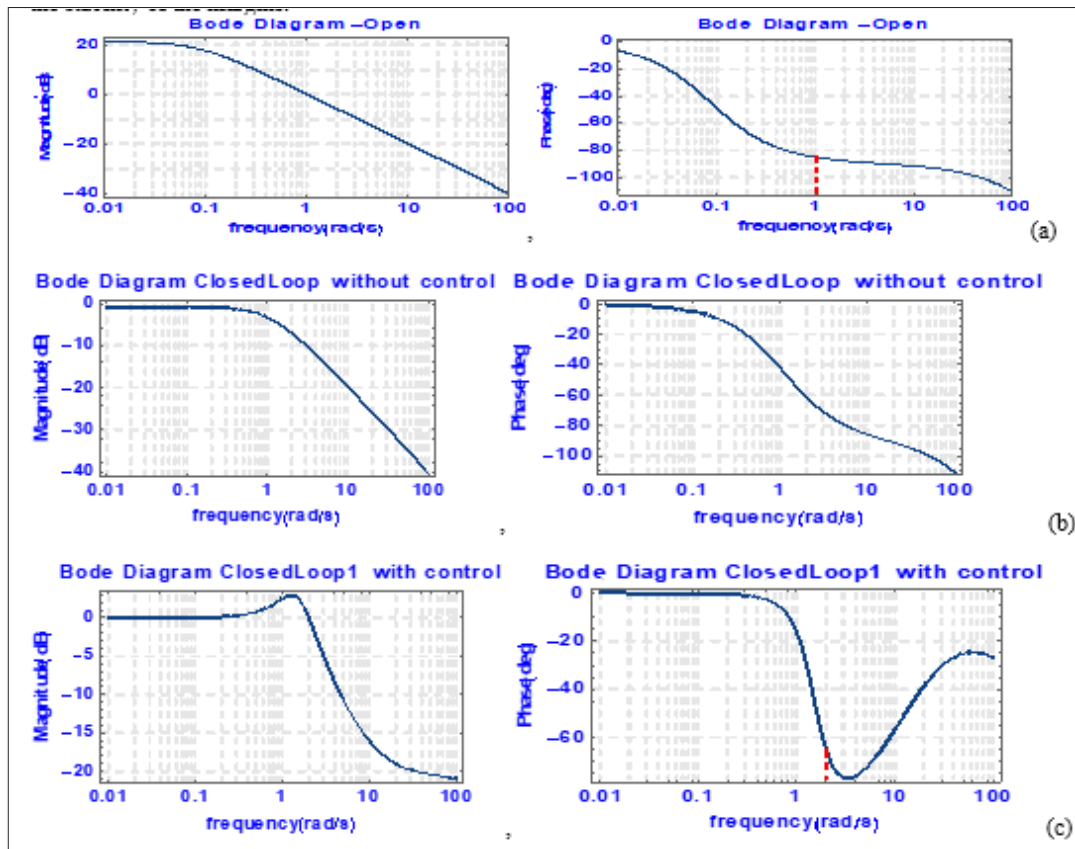 Bode Diagram –Open
Magnitude(dB)
20
0
−20
−40
0.01 0.1 1 10 100
frequency(rad/s)
,
Bode Diagram –Open
Phase(deg)
0
−20
−40
−60
−80
−100
0.01 0.1 1 10 100
frequency(rad/s)
(a)
Bode Diagram ClosedLoop without control
Magnitude(dB)
0
−10
−20
−30
−40
0.01 0.1 1 10 100
frequency(rad/s)
,
Bode Diagram ClosedLoop without control
Phase(deg)
0
−20
−40
−60
−80
−100
0.01 0.1 1 10 100
frequency(rad/s)
(b)
Bode Diagram ClosedLoop1 with control
Magnitude(dB)
0
−5
−10
−15
−20
0.01 0.1 1 10 100
frequency(rad/s)
,
Bode Diagram ClosedLoop1 with control
Phase(deg)
0
−20
−40
−60
0.01 0.1 1 10 100
frequency(rad/s)
(c)